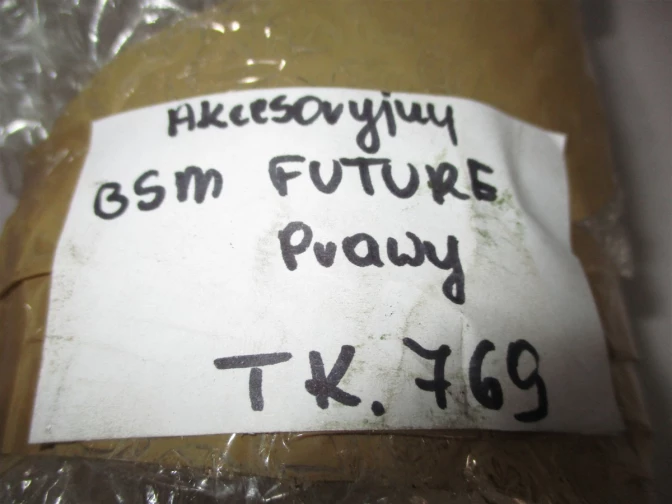 Akcesoryjny
BSM FUTURE
Prawy
TK. 769